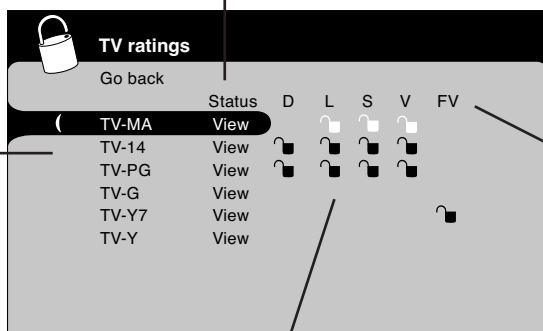 TV ratings
Go back
Status D L S V FV
TV-MA View
TV-14 View
TV-PG View
TV-G View
TV-Y7 View
TV-Y View